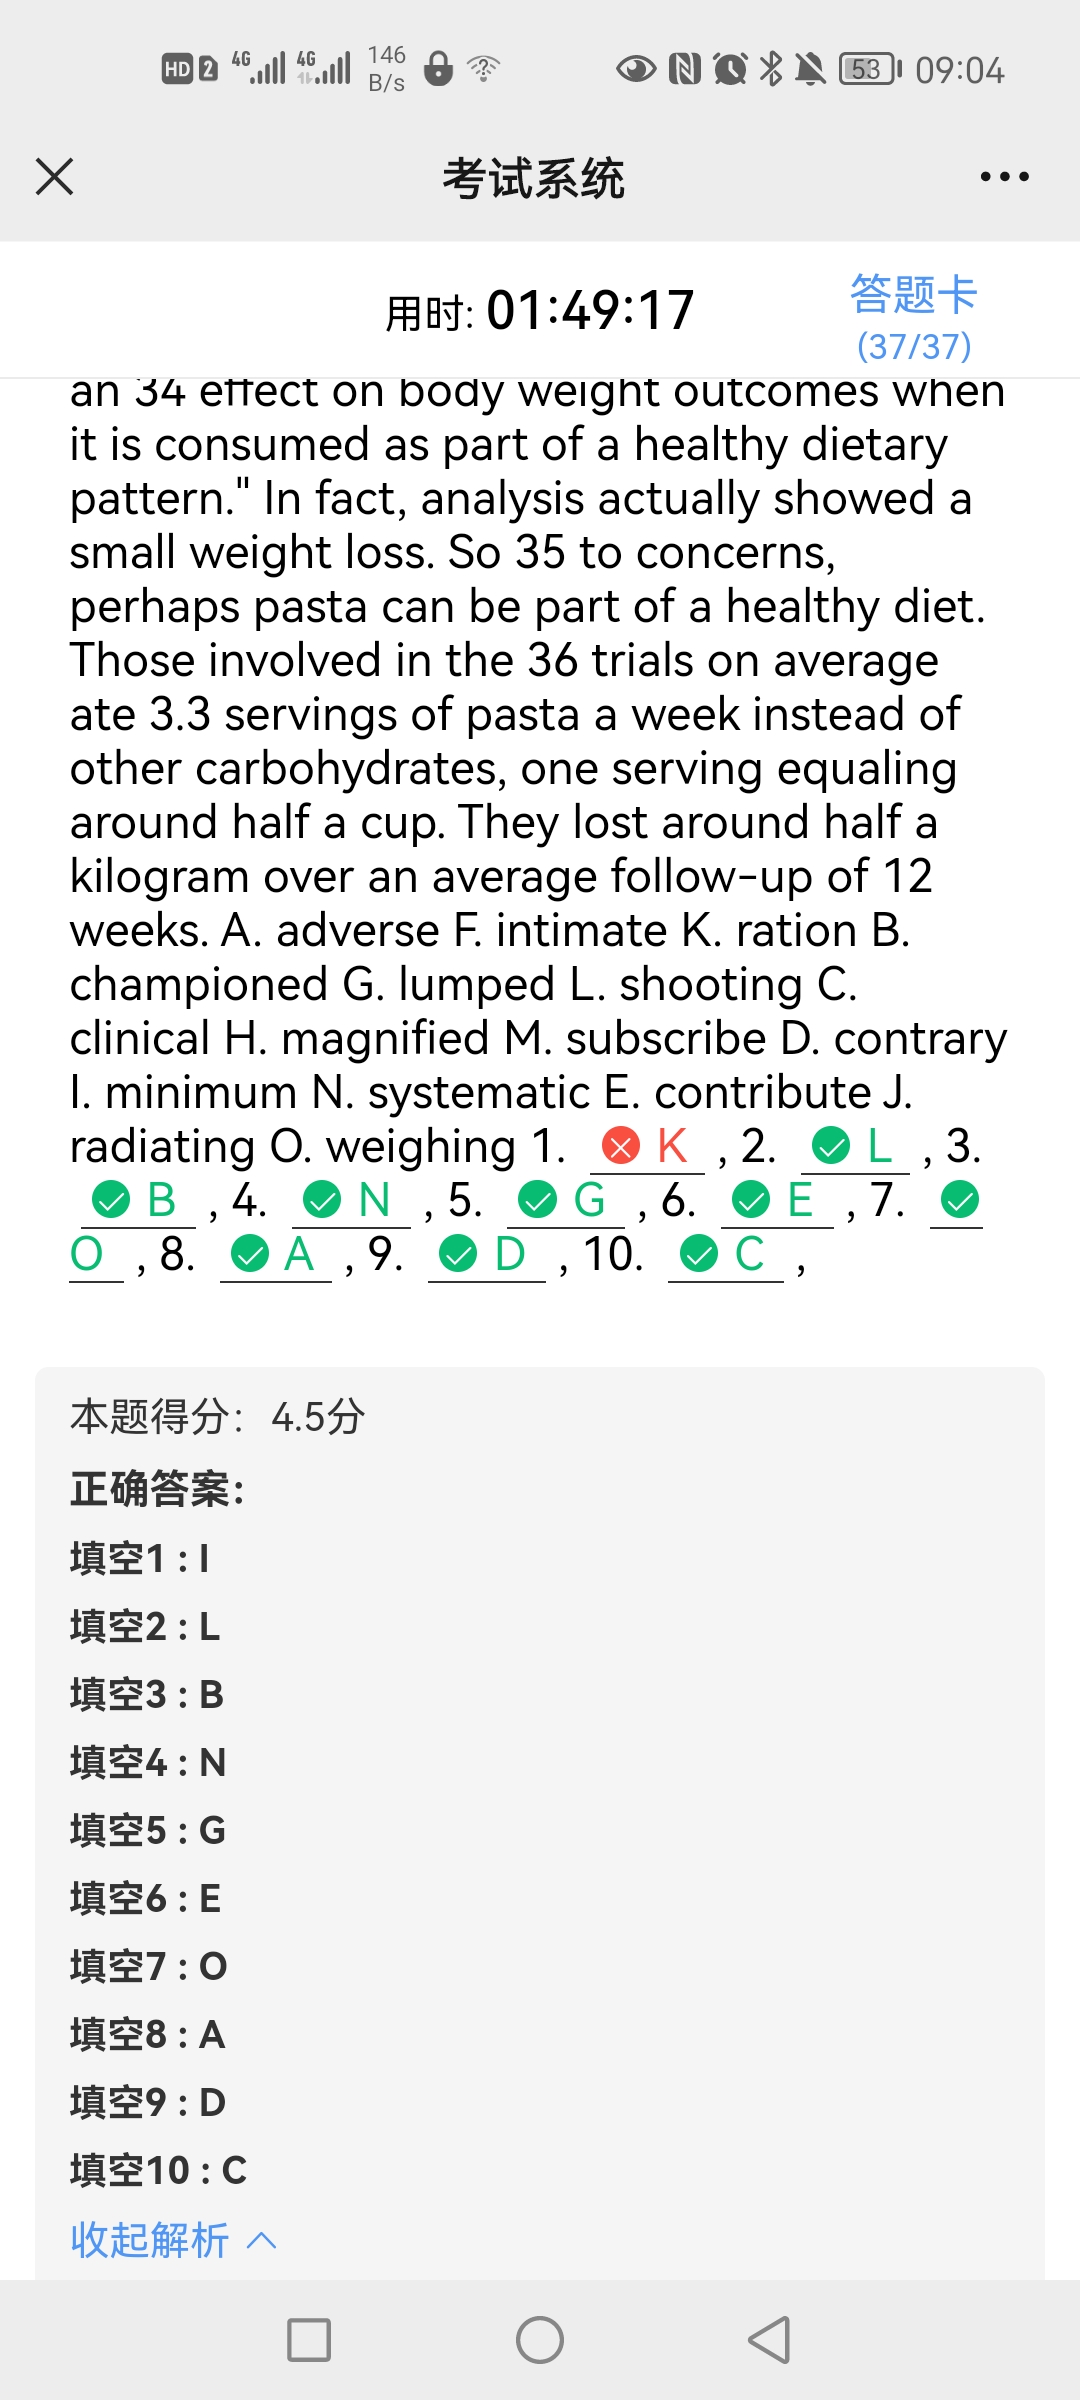 HD 2 4G 4G 146 B/s 53 09:04
考试系统
用时: 01:49:17
答题卡
(37/37)
an 34 effect on body weight outcomes when
it is consumed as part of a healthy dietary
pattern." In fact, analysis actually showed a
small weight loss. So 35 to concerns,
perhaps pasta can be part of a healthy diet.
Those involved in the 36 trials on average
ate 3.3 servings of pasta a week instead of
other carbohydrates, one serving equaling
around half a cup. They lost around half a
kilogram over an average follow-up of 12
weeks. A. adverse F. intimate K. ration B.
championed G. lumped L. shooting C.
clinical H. magnified M. subscribe D. contrary
I. minimum N. systematic E. contribute J.
radiating O. weighing 1. K , 2. L , 3.
B , 4. N , 5. G , 6. E , 7.
O , 8. A , 9. D , 10. C ,
本题得分： 4.5分
正确答案：
填空1 : I
填空2 : L
填空3 : B
填空4 : N
填空5 : G
填空6 : E
填空7 : O
填空8 : A
填空9 : D
填空10 : C
收起解析